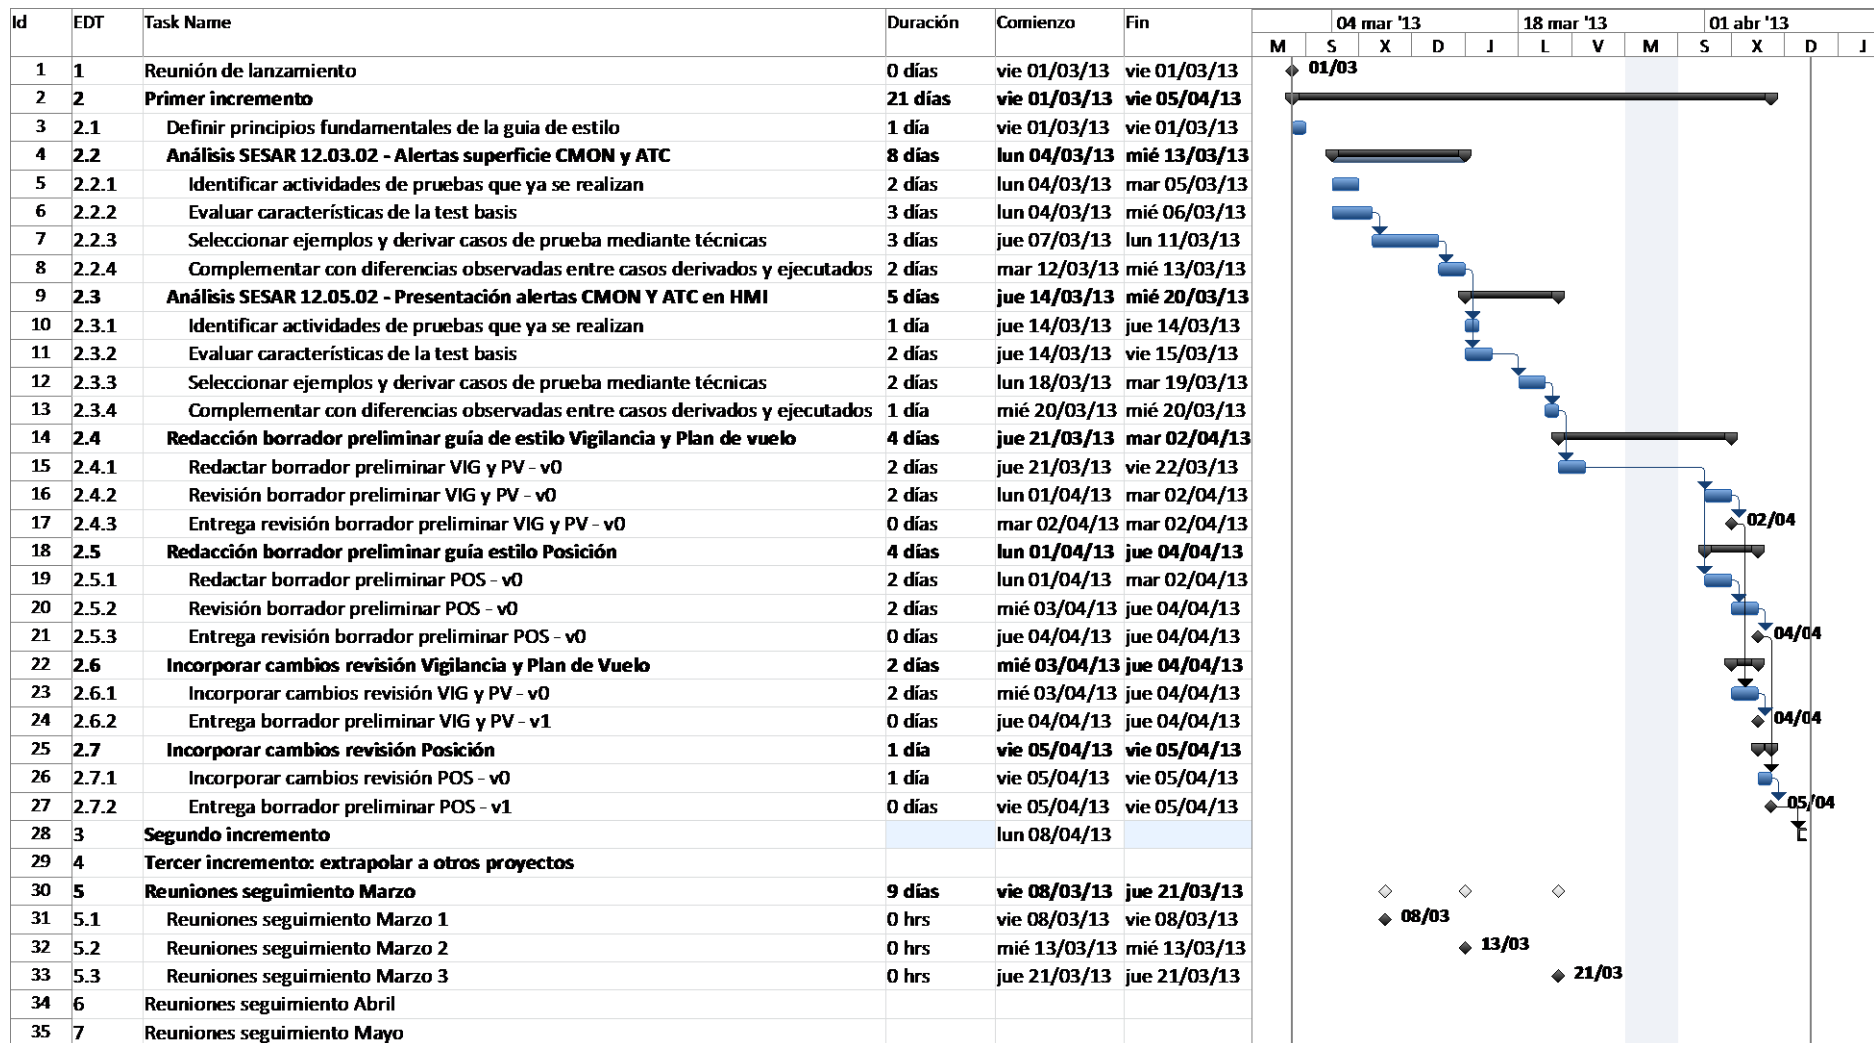 Id EDT Task Name Duración Comienzo Fin 04 mar '13 18 mar '13 01 abr '13
M S X D J L V M S X D J
1 1 Reunión de lanzamiento 0 días vie 01/03/13 vie 01/03/13 01/03
2 2 Primer incremento 21 días vie 01/03/13 vie 05/04/13
3 2.1 Definir principios fundamentales de la guia de estilo 1 día vie 01/03/13 vie 01/03/13
4 2.2 Análisis SESAR 12.03.02 - Alertas superficie CMON y ATC 8 días lun 04/03/13 mié 13/03/13
5 2.2.1 Identificar actividades de pruebas que ya se realizan 2 días lun 04/03/13 mar 05/03/13
6 2.2.2 Evaluar características de la test basis 3 días lun 04/03/13 mié 06/03/13
7 2.2.3 Seleccionar ejemplos y derivar casos de prueba mediante técnicas 3 días jue 07/03/13 lun 11/03/13
8 2.2.4 Complementar con diferencias observadas entre casos derivados y ejecutados 2 días mar 12/03/13 mié 13/03/13
9 2.3 Análisis SESAR 12.05.02 - Presentación alertas CMON Y ATC en HMI 5 días jue 14/03/13 mié 20/03/13
10 2.3.1 Identificar actividades de pruebas que ya se realizan 1 día jue 14/03/13 jue 14/03/13
11 2.3.2 Evaluar características de la test basis 2 días jue 14/03/13 vie 15/03/13
12 2.3.3 Seleccionar ejemplos y derivar casos de prueba mediante técnicas 2 días lun 18/03/13 mar 19/03/13
13 2.3.4 Complementar con diferencias observadas entre casos derivados y ejecutados 1 día mié 20/03/13 mié 20/03/13
14 2.4 Redacción borrador preliminar guía de estilo Vigilancia y Plan de vuelo 4 días jue 21/03/13 mar 02/04/13
15 2.4.1 Redactar borrador preliminar VIG y PV - v0 2 días jue 21/03/13 vie 22/03/13
16 2.4.2 Revisión borrador preliminar VIG y PV - v0 2 días lun 01/04/13 mar 02/04/13
17 2.4.3 Entrega revisión borrador preliminar VIG y PV - v0 0 días mar 02/04/13 mar 02/04/13 02/04
18 2.5 Redacción borrador preliminar guía estilo Posición 4 días lun 01/04/13 jue 04/04/13
19 2.5.1 Redactar borrador preliminar POS - v0 2 días lun 01/04/13 mar 02/04/13
20 2.5.2 Revisión borrador preliminar POS - v0 2 días mié 03/04/13 jue 04/04/13
21 2.5.3 Entrega revisión borrador preliminar POS - v0 0 días jue 04/04/13 jue 04/04/13 04/04
22 2.6 Incorporar cambios revisión Vigilancia y Plan de Vuelo 2 días mié 03/04/13 jue 04/04/13
23 2.6.1 Incorporar cambios revisión VIG y PV - v0 2 días mié 03/04/13 jue 04/04/13
24 2.6.2 Entrega borrador preliminar VIG y PV - v1 0 días jue 04/04/13 jue 04/04/13 04/04
25 2.7 Incorporar cambios revisión Posición 1 día vie 05/04/13 vie 05/04/13
26 2.7.1 Incorporar cambios revisión POS - v0 1 día vie 05/04/13 vie 05/04/13
27 2.7.2 Entrega borrador preliminar POS - v1 0 días vie 05/04/13 vie 05/04/13 05/04
28 3 Segundo incremento lun 08/04/13
29 4 Tercer incremento: extrapolar a otros proyectos
30 5 Reuniones seguimiento Marzo 9 días vie 08/03/13 jue 21/03/13
31 5.1 Reuniones seguimiento Marzo 1 0 hrs vie 08/03/13 vie 08/03/13 08/03
32 5.2 Reuniones seguimiento Marzo 2 0 hrs mié 13/03/13 mié 13/03/13 13/03
33 5.3 Reuniones seguimiento Marzo 3 0 hrs jue 21/03/13 jue 21/03/13 21/03
34 6 Reuniones seguimiento Abril
35 7 Reuniones seguimiento Mayo